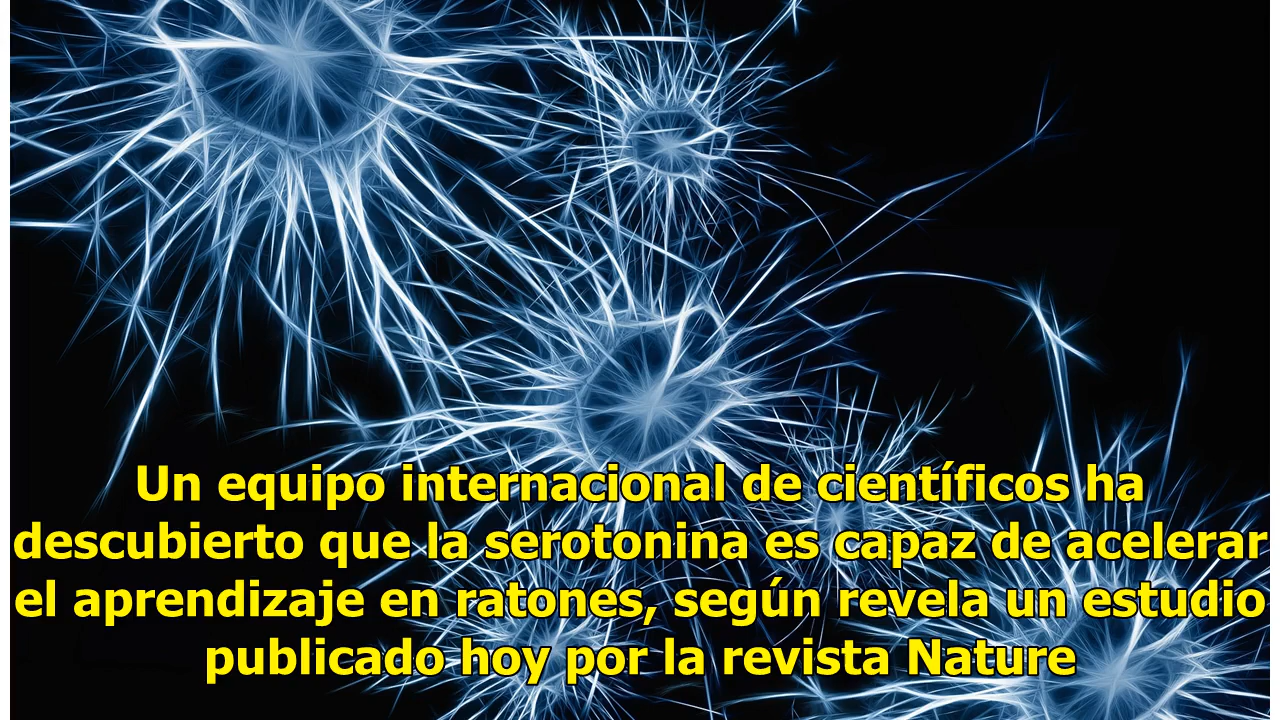 Un equipo internacional de científicos ha
descubierto que la serotonina es capaz de acelerar
el aprendizaje en ratones, según revela un estudio
publicado hoy por la revista Nature